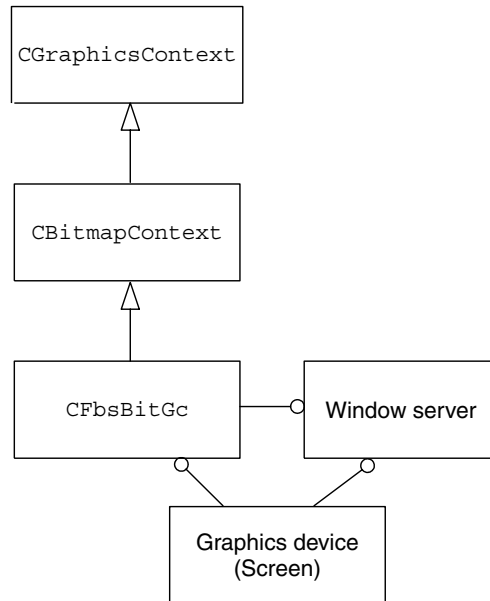 CGraphicsContext
CBitmapContext
CFbsBitGc
Window server
Graphics device
(Screen)